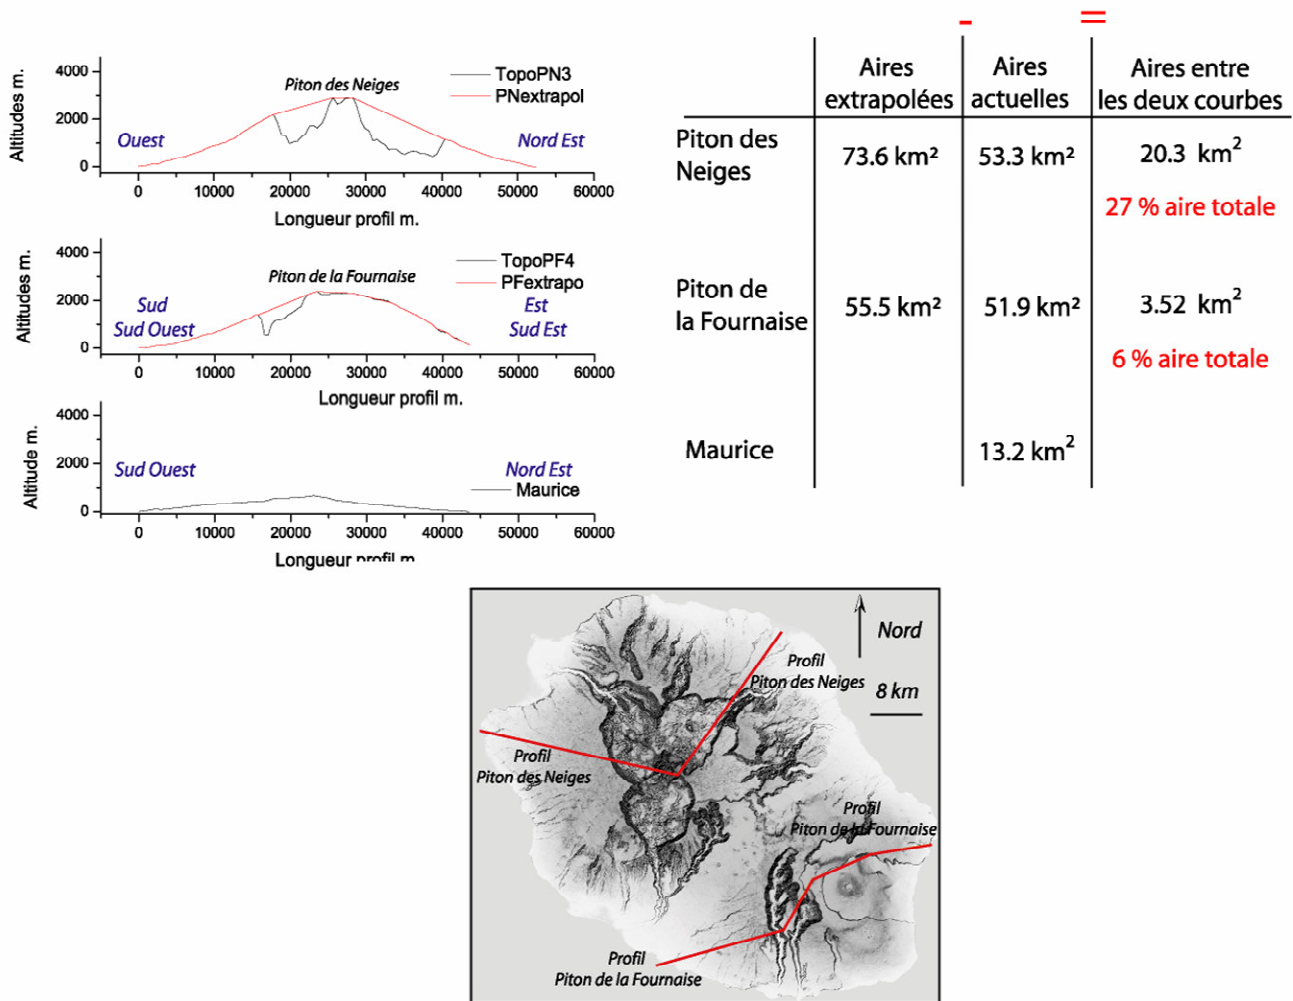 4000
2000
0
Altitudes m.
Piton des Neiges
TopoPN3
PNextrapol
Ouest
Nord Est
0 10000 20000 30000 40000 50000 60000
Longueur profil m.
4000
2000
0
Altitudes m.
Piton de la Fournaise
TopoPF4
PFextrapo
Sud
Sud Ouest
Est
Sud Est
0 10000 20000 30000 40000 50000 60000
Longueur profil m.
4000
2000
0
Altitude m.
Sud Ouest
Nord Est
Maurice
0 10000 20000 30000 40000 50000 60000
Longueur profil m
- =
Aires
extrapolées
Aires
actuelles
Aires entre
les deux courbes
Piton des
Neiges
73.6 km²
53.3 km²
20.3 km²
27 % aire totale
Piton de
la Fournaise
55.5 km²
51.9 km²
3.52 km²
6 % aire totale
Maurice
13.2 km²
Nord
8 km
Profil
Piton des Neiges
Profil
Piton des Neiges
Profil
Piton de la Fournaise
Profil
Piton de la Fournaise